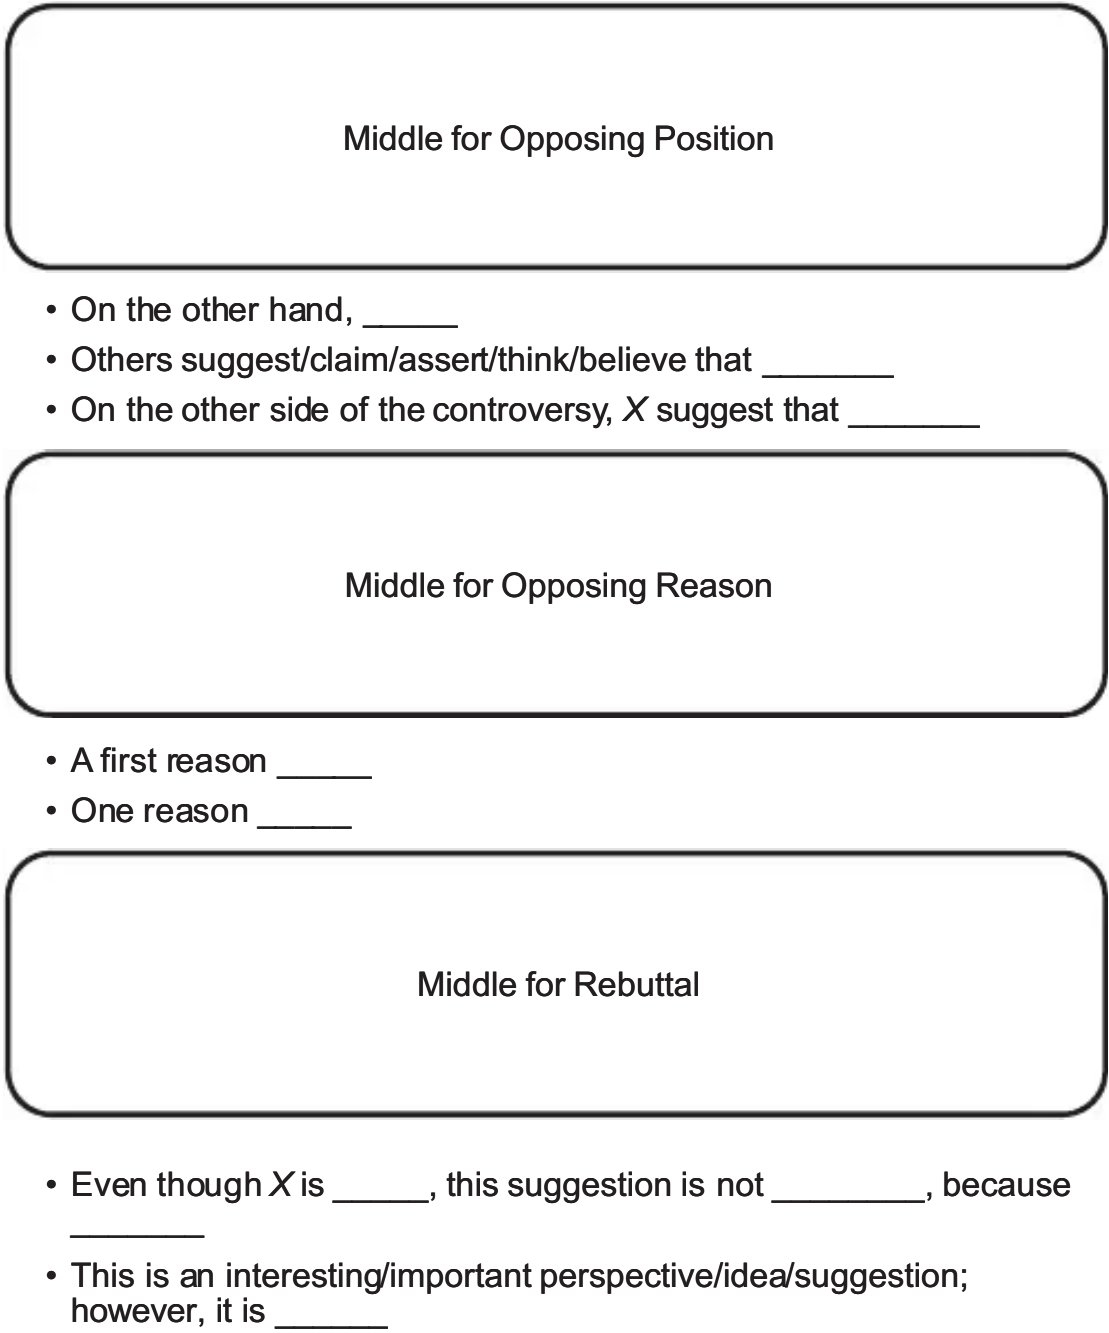 Middle for Opposing Position
• On the other hand, _____
• Others suggest/claim/assert/think/believe that _______
• On the other side of the controversy, X suggest that _______
Middle for Opposing Reason
• A first reason _____
• One reason _____
Middle for Rebuttal
• Even though X is _____, this suggestion is not ________, because
_______
• This is an interesting/important perspective/idea/suggestion;
however, it is ______